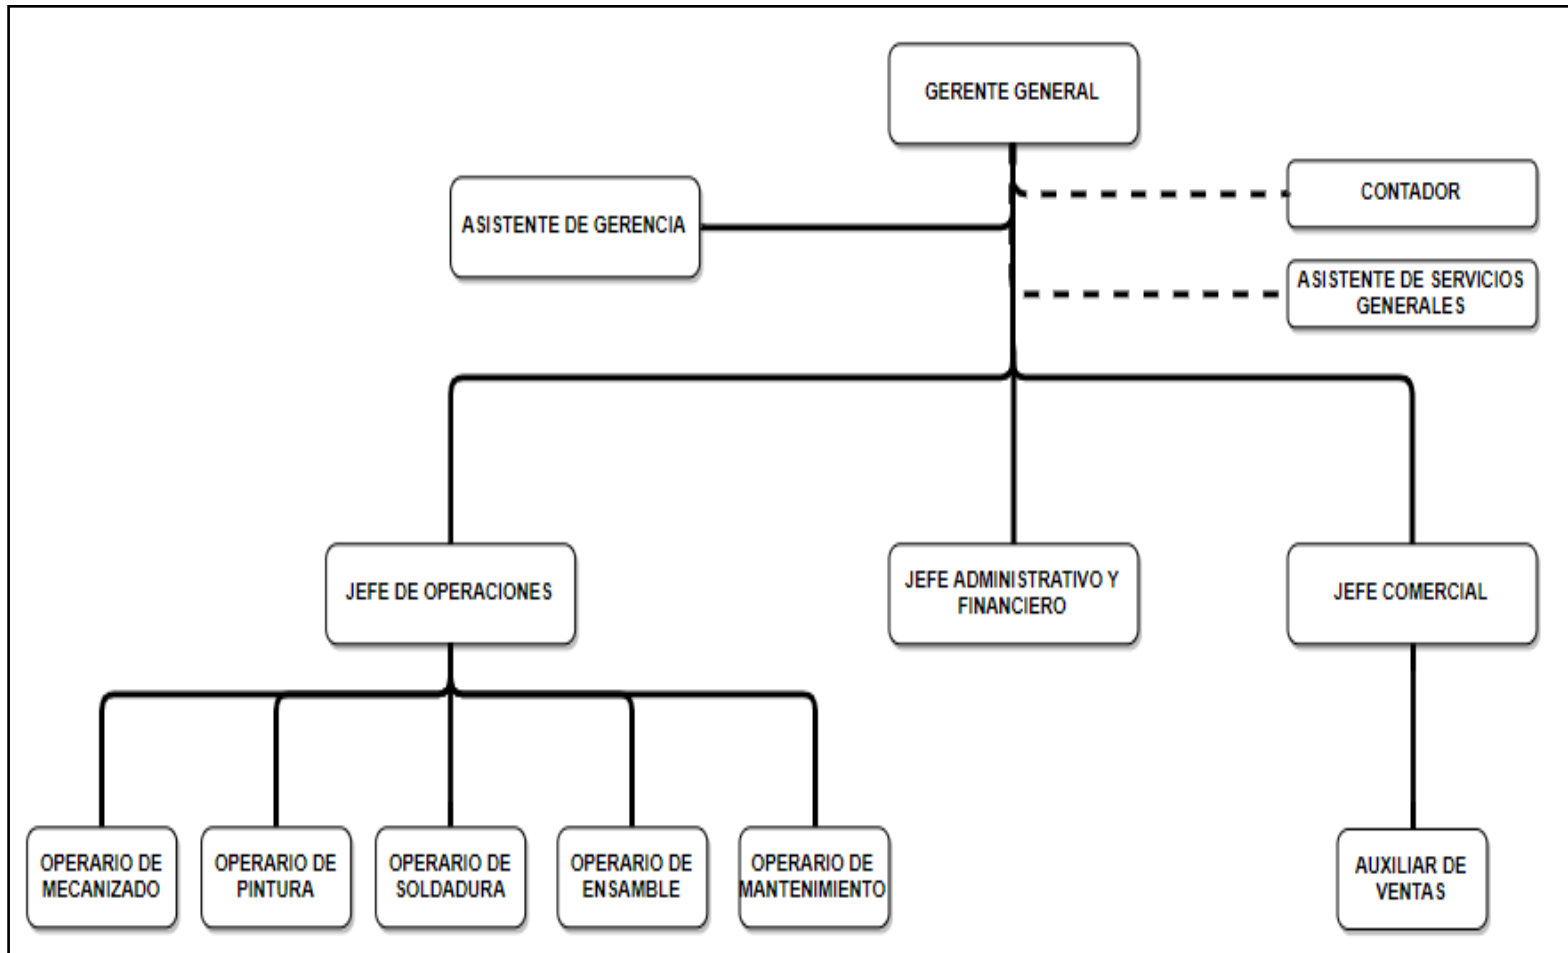 GERENTE GENERAL
CONTADOR
ASISTENTE DE GERENCIA
ASISTENTE DE SERVICIOS
GENERALES
JEFE DE OPERACIONES
JEFE ADMINISTRATIVO Y
FINANCIERO
JEFE COMERCIAL
OPERARIO DE
MECANIZADO
OPERARIO DE
PINTURA
OPERARIO DE
SOLDADURA
OPERARIO DE
ENSAMBLE
OPERARIO DE
MANTENIMIENTO
AUXILIAR DE
VENTAS